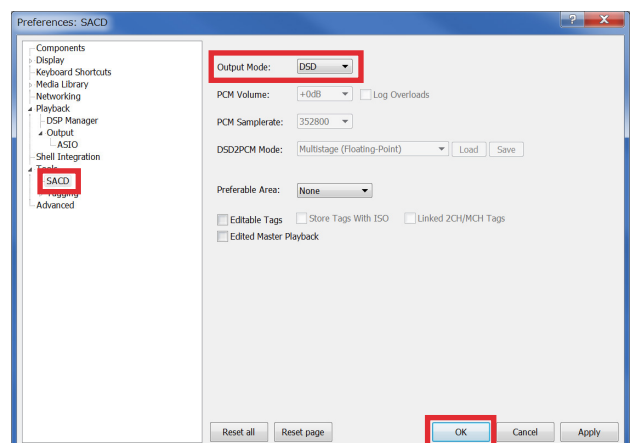 Preferences: SACD
Components
Display
Keyboard Shortcuts
Media Library
Networking
Playback
DSP Manager
Output
ASIO
Shell Integration
Tools
SACD
Tagging
Advanced
Output Mode: DSD
PCM Volume: +0dB Log Overloads
PCM Samplerate: 352800
DSD2PCM Mode: Multistage (Floating-Point) Load Save
Preferable Area: None
Editable Tags Store Tags With ISO Linked 2CH/MCH Tags
Edited Master Playback
Reset all Reset page OK Cancel Apply